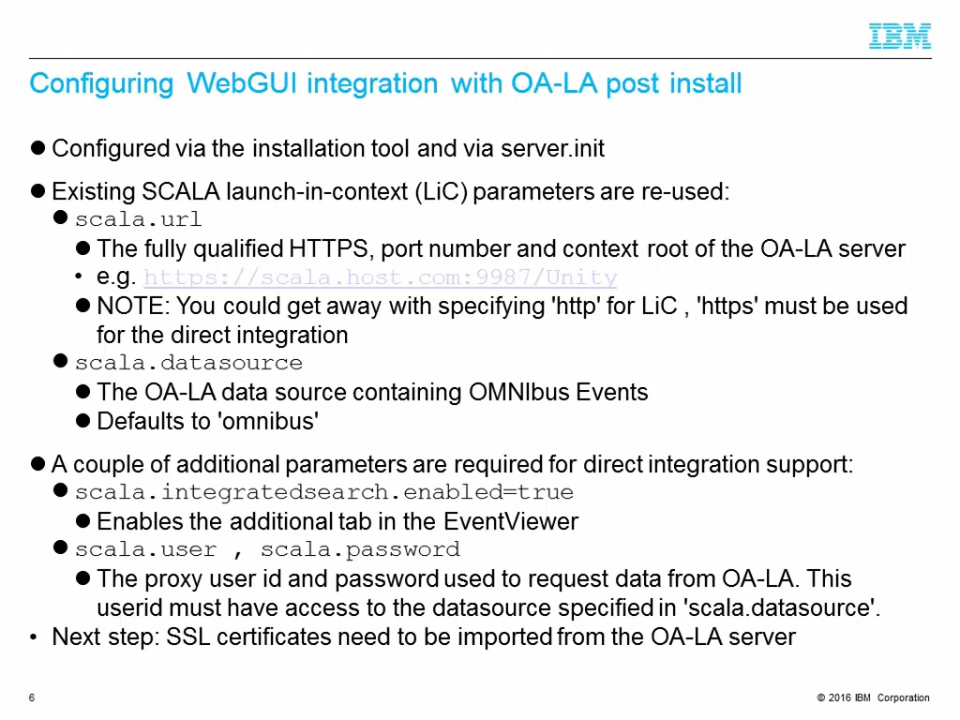 IBM
Configuring WebGUI integration with OA-LA post install
● Configured via the installation tool and via server.init
● Existing SCALA launch-in-context (LiC) parameters are re-used:
● scala.url
● The fully qualified HTTPS, port number and context root of the OA-LA server
• e.g. https://scala.host.com:9987/Unity
● NOTE: You could get away with specifying 'http' for LiC , 'https' must be used
for the direct integration
● scala.datasource
● The OA-LA data source containing OMNIbus Events
● Defaults to 'omnibus'
● A couple of additional parameters are required for direct integration support:
● scala.integratedsearch.enabled=true
● Enables the additional tab in the EventViewer
● scala.user , scala.password
● The proxy user id and password used to request data from OA-LA. This
userid must have access to the datasource specified in 'scala.datasource'.
• Next step: SSL certificates need to be imported from the OA-LA server
6
© 2016 IBM Corporation